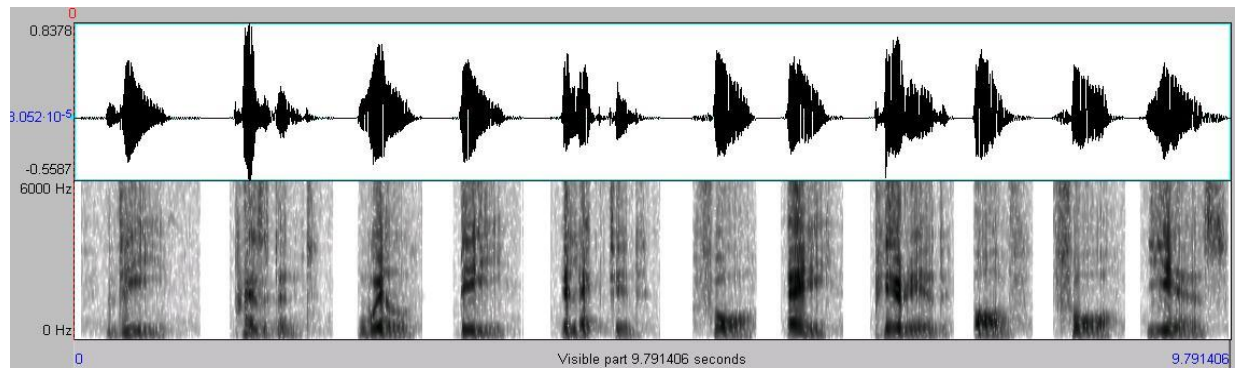 0
0.8378
3.052·10-5
-0.5587
6000 Hz
0 Hz
0 Visible part 9.791406 seconds 9.791406